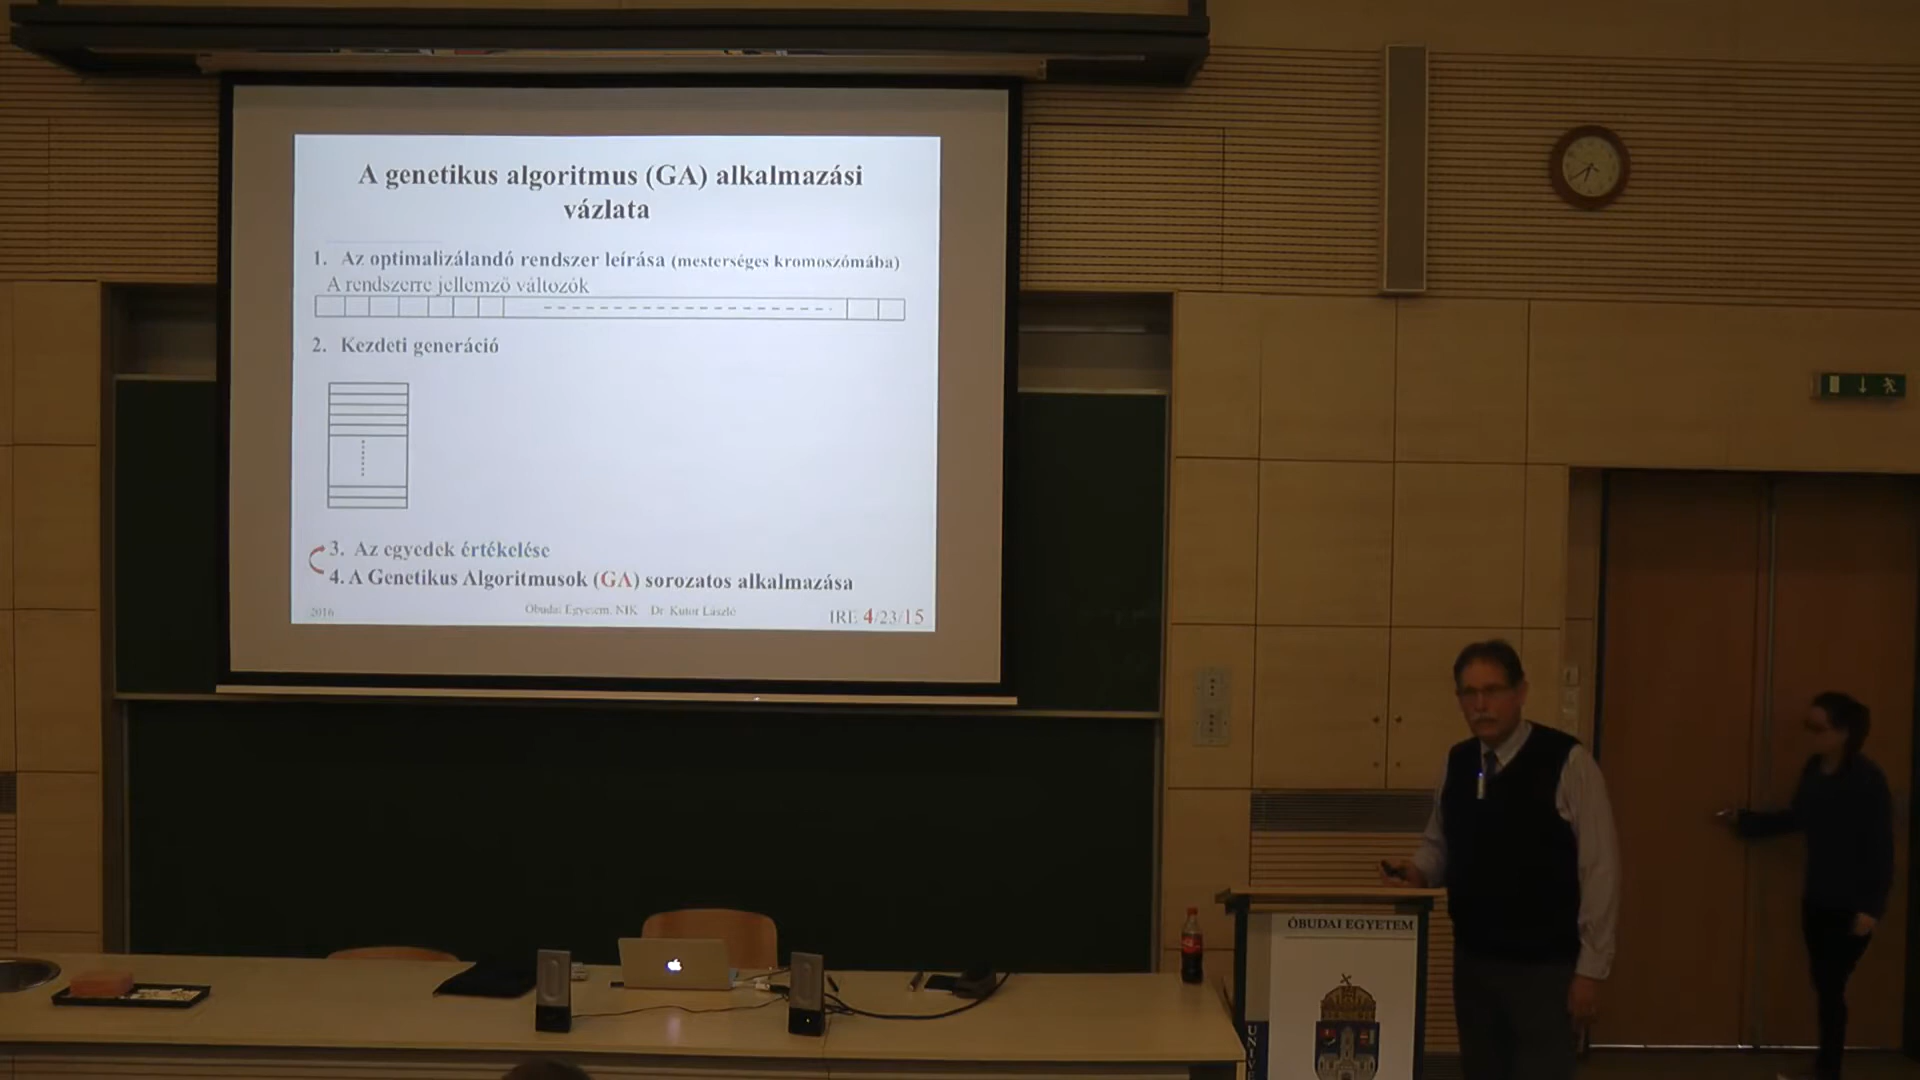 A genetikus algoritmus (GA) alkalmazási
vázlata
1. Az optimalizálandó rendszer leírása (mesterséges kromoszómába)
A rendszerre jellemző változók
2. Kezdeti generáció
3. Az egyedek értékelése
4. A Genetikus Algoritmusok (GA) sorozatos alkalmazása
2016 Óbudai Egyetem, NIK Dr. Kutor László IRE 4/23/15
ÓBUDAI EGYETEM